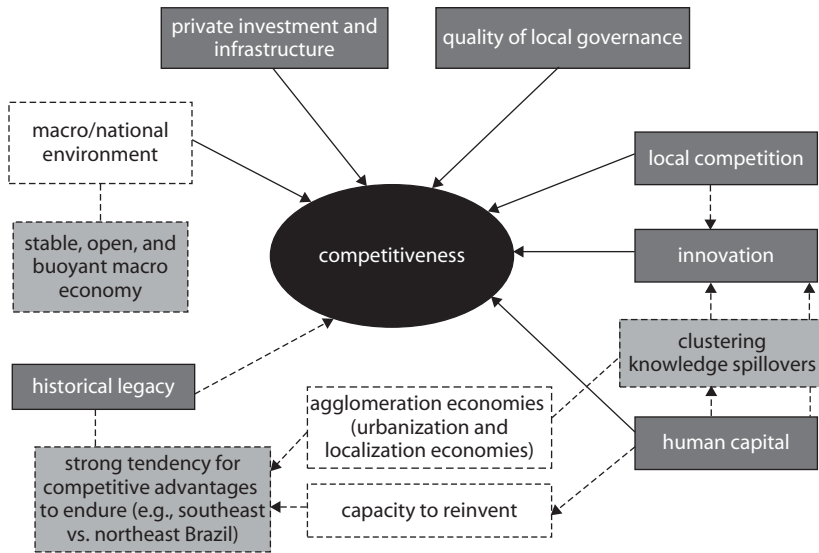 private investment and
infrastructure
quality of local governance
macro/national
environment
local competition
stable, open, and
buoyant macro
economy
competitiveness
innovation
clustering
knowledge spillovers
historical legacy
agglomeration economies
(urbanization and
localization economies)
human capital
strong tendency for
competitive advantages
to endure (e.g., southeast
vs. northeast Brazil)
capacity to reinvent